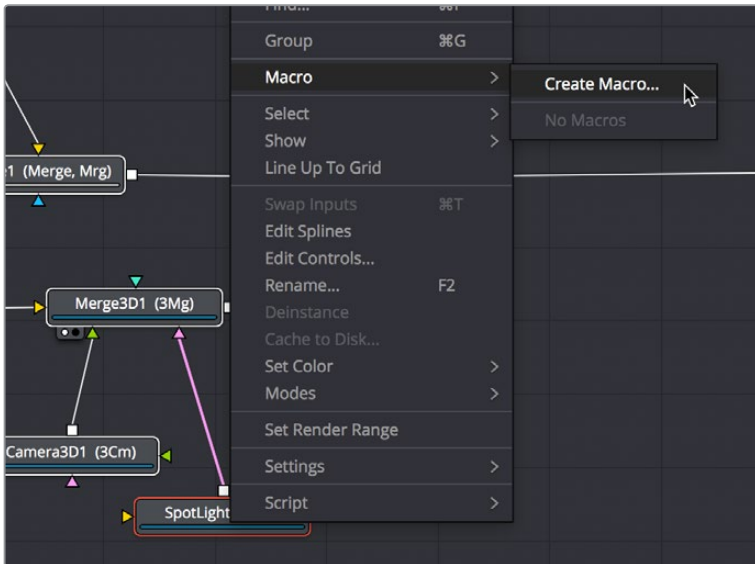 Find... ⌘F
Group ⌘G
Macro >
Create Macro...
No Macros
Select >
Show >
Line Up To Grid
Swap Inputs ⌘T
Edit Splines
Edit Controls...
Rename... F2
Deinstance
Cache to Disk...
Set Color >
Modes >
Set Render Range
Settings >
Script >
1 (Merge, Mrg)
Merge3D1 (3Mg)
Camera3D1 (3Cm)
SpotLight